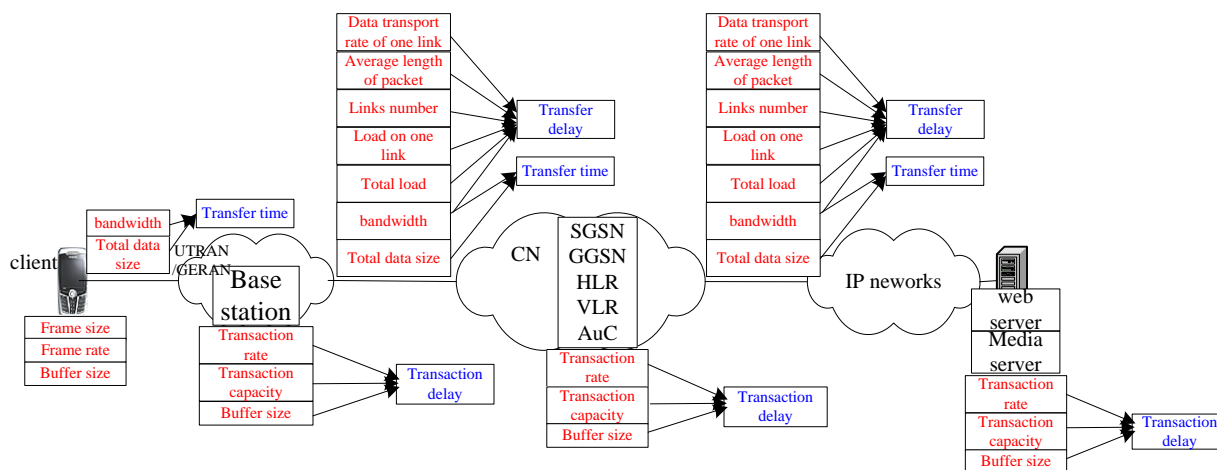 Data transport
rate of one link
Average length
of packet
Links number
Load on one
link
Total load
bandwidth
Total data size
Transfer
delay
Transfer time
Data transport
rate of one link
Average length
of packet
Links number
Load on one
link
Total load
bandwidth
Total data size
Transfer
delay
Transfer time
bandwidth
Total data
size
Transfer time
client
UTRAN
/GERAN
Base
station
CN
SGSN
GGSN
HLR
VLR
AuC
IP neworks
web
server
Media
server
Frame size
Frame rate
Buffer size
Transaction
rate
Transaction
capacity
Buffer size
Transaction
delay
Transaction
rate
Transaction
capacity
Buffer size
Transaction
delay
Transaction
rate
Transaction
capacity
Buffer size
Transaction
delay